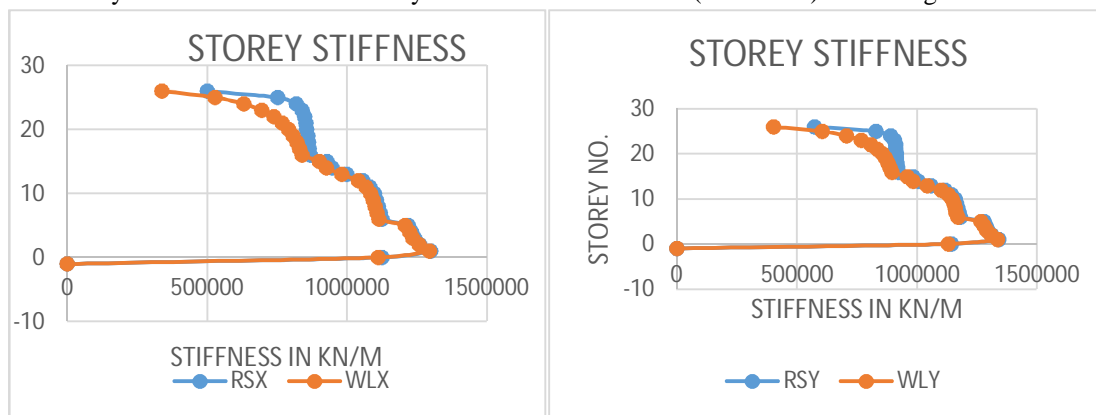 STOREY STIFFNESS
30
20
10
0
-10
0 500000 1000000 1500000
STIFFNESS IN KN/M
RSX WLX
STOREY STIFFNESS
STOREY NO.
30
20
10
0
-10
0 500000 1000000 1500000
STIFFNESS IN KN/M
RSY WLY